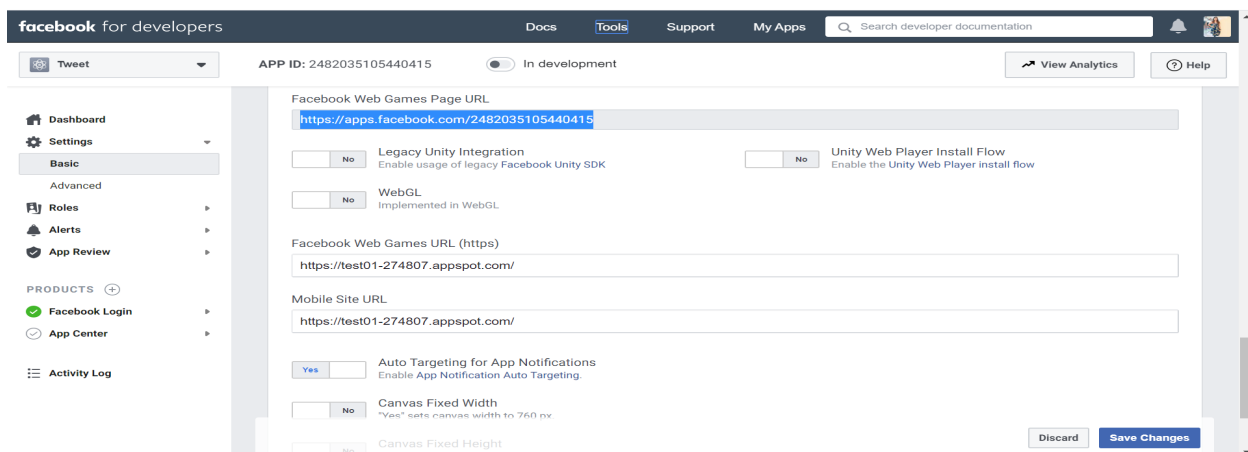 facebook for developers
Docs Tools Support My Apps Search developer documentation
Tweet APP ID: 2482035105440415 In development View Analytics Help
Dashboard
Settings
Basic
Advanced
Roles
Alerts
App Review
PRODUCTS
Facebook Login
App Center
Activity Log
Facebook Web Games Page URL
https://apps.facebook.com/2482035105440415
No Legacy Unity Integration
Enable usage of legacy Facebook Unity SDK
No Unity Web Player Install Flow
Enable the Unity Web Player install flow
No WebGL
Implemented in WebGL
Facebook Web Games URL (https)
https://test01-274807.appspot.com/
Mobile Site URL
https://test01-274807.appspot.com/
Yes Auto Targeting for App Notifications
Enable App Notification Auto Targeting.
No Canvas Fixed Width
"Yes" sets canvas width to 760 px.
No Canvas Fixed Height
Discard Save Changes